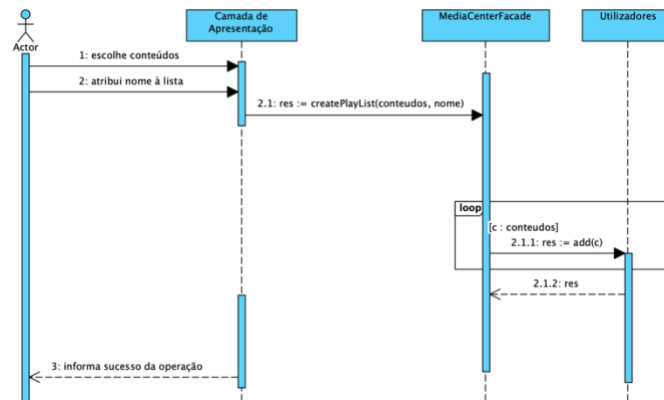 Actor
Camada de
Apresentação
MediaCenterFacade
Utilizadores
1: escolhe conteúdos
2: atribui nome à lista
2.1: res := createPlayList(conteudos, nome)
loop
[c : conteudos]
2.1.1: res := add(c)
2.1.2: res
3: informa sucesso da operação